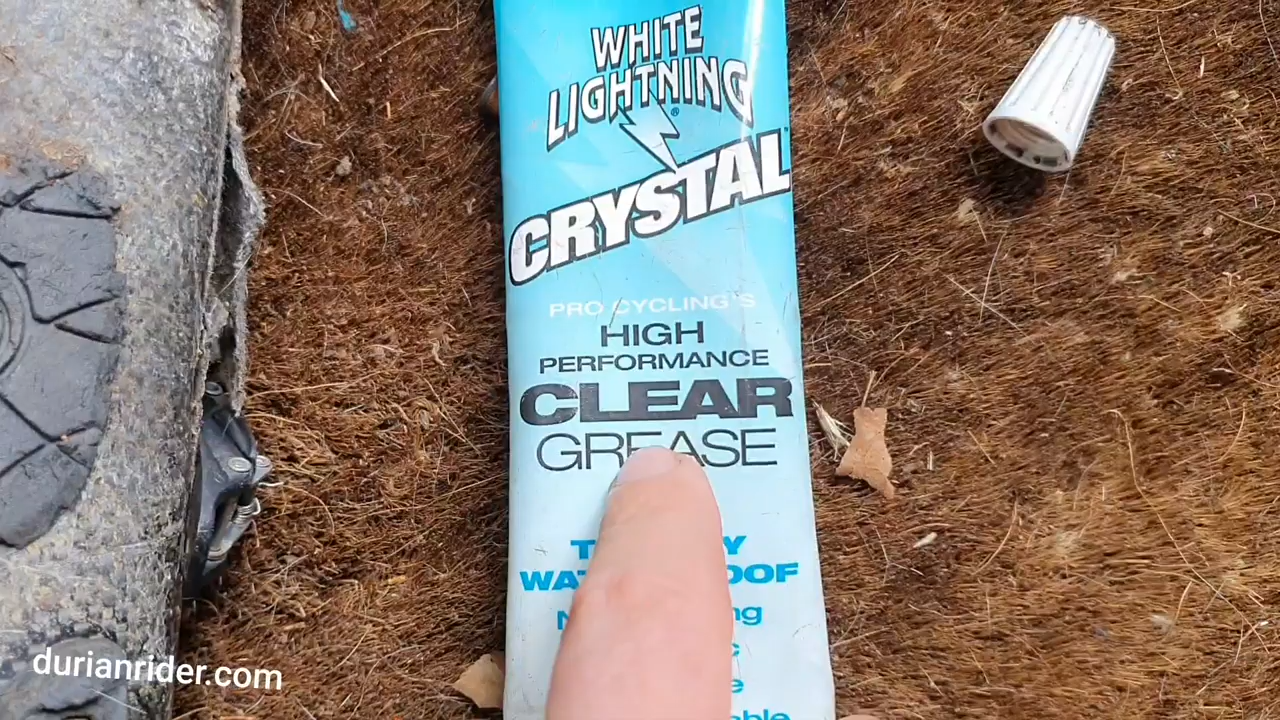 WHITE
LIGHTNING®
CRYSTAL
PRO CYCLING'S
HIGH
PERFORMANCE
CLEAR
GREASE
durianrider.com